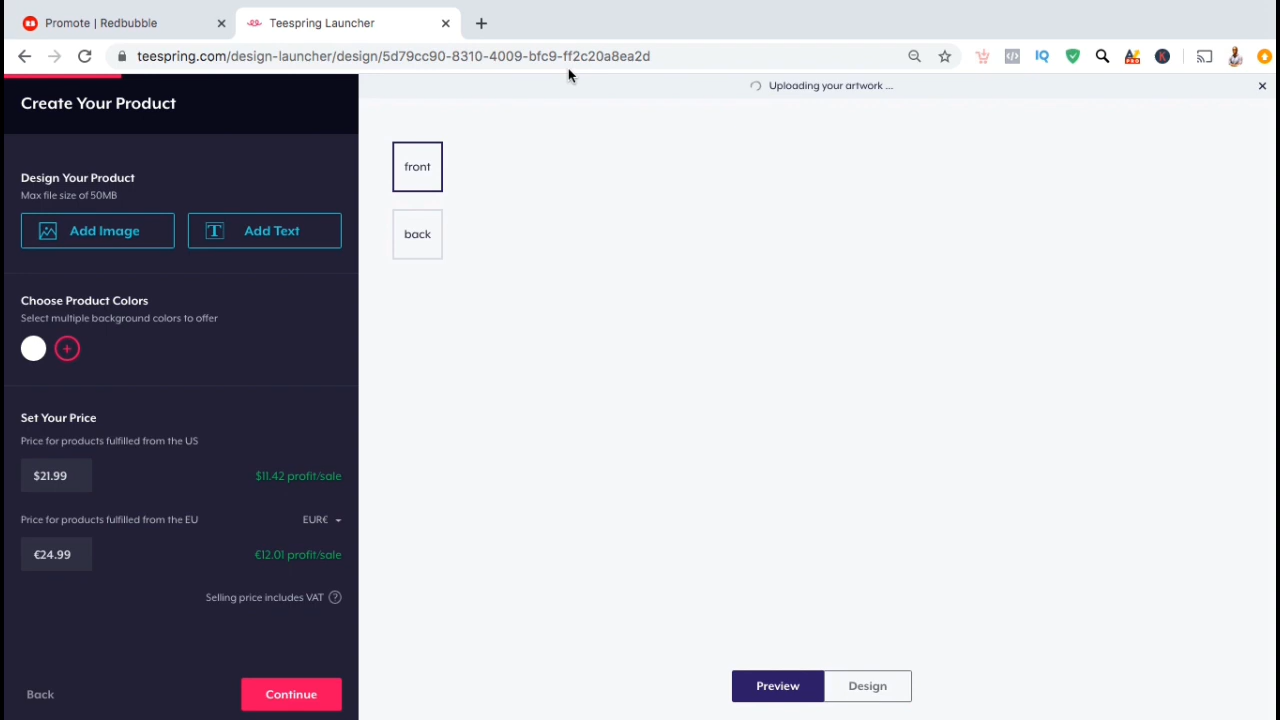 Promote | Redbubble
Teespring Launcher
teespring.com/design-launcher/design/5d79cc90-8310-4009-bfc9-ff2c20a8ea2d
IQ
PRO
K
Create Your Product
Uploading your artwork ...
Design Your Product
Max file size of 50MB
Add Image
T Add Text
front
back
Choose Product Colors
Select multiple background colors to offer
Set Your Price
Price for products fulfilled from the US
$21.99 $11.42 profit/sale
Price for products fulfilled from the EU EUR€
€24.99 €12.01 profit/sale
Selling price includes VAT ?
Back
Continue
Preview
Design